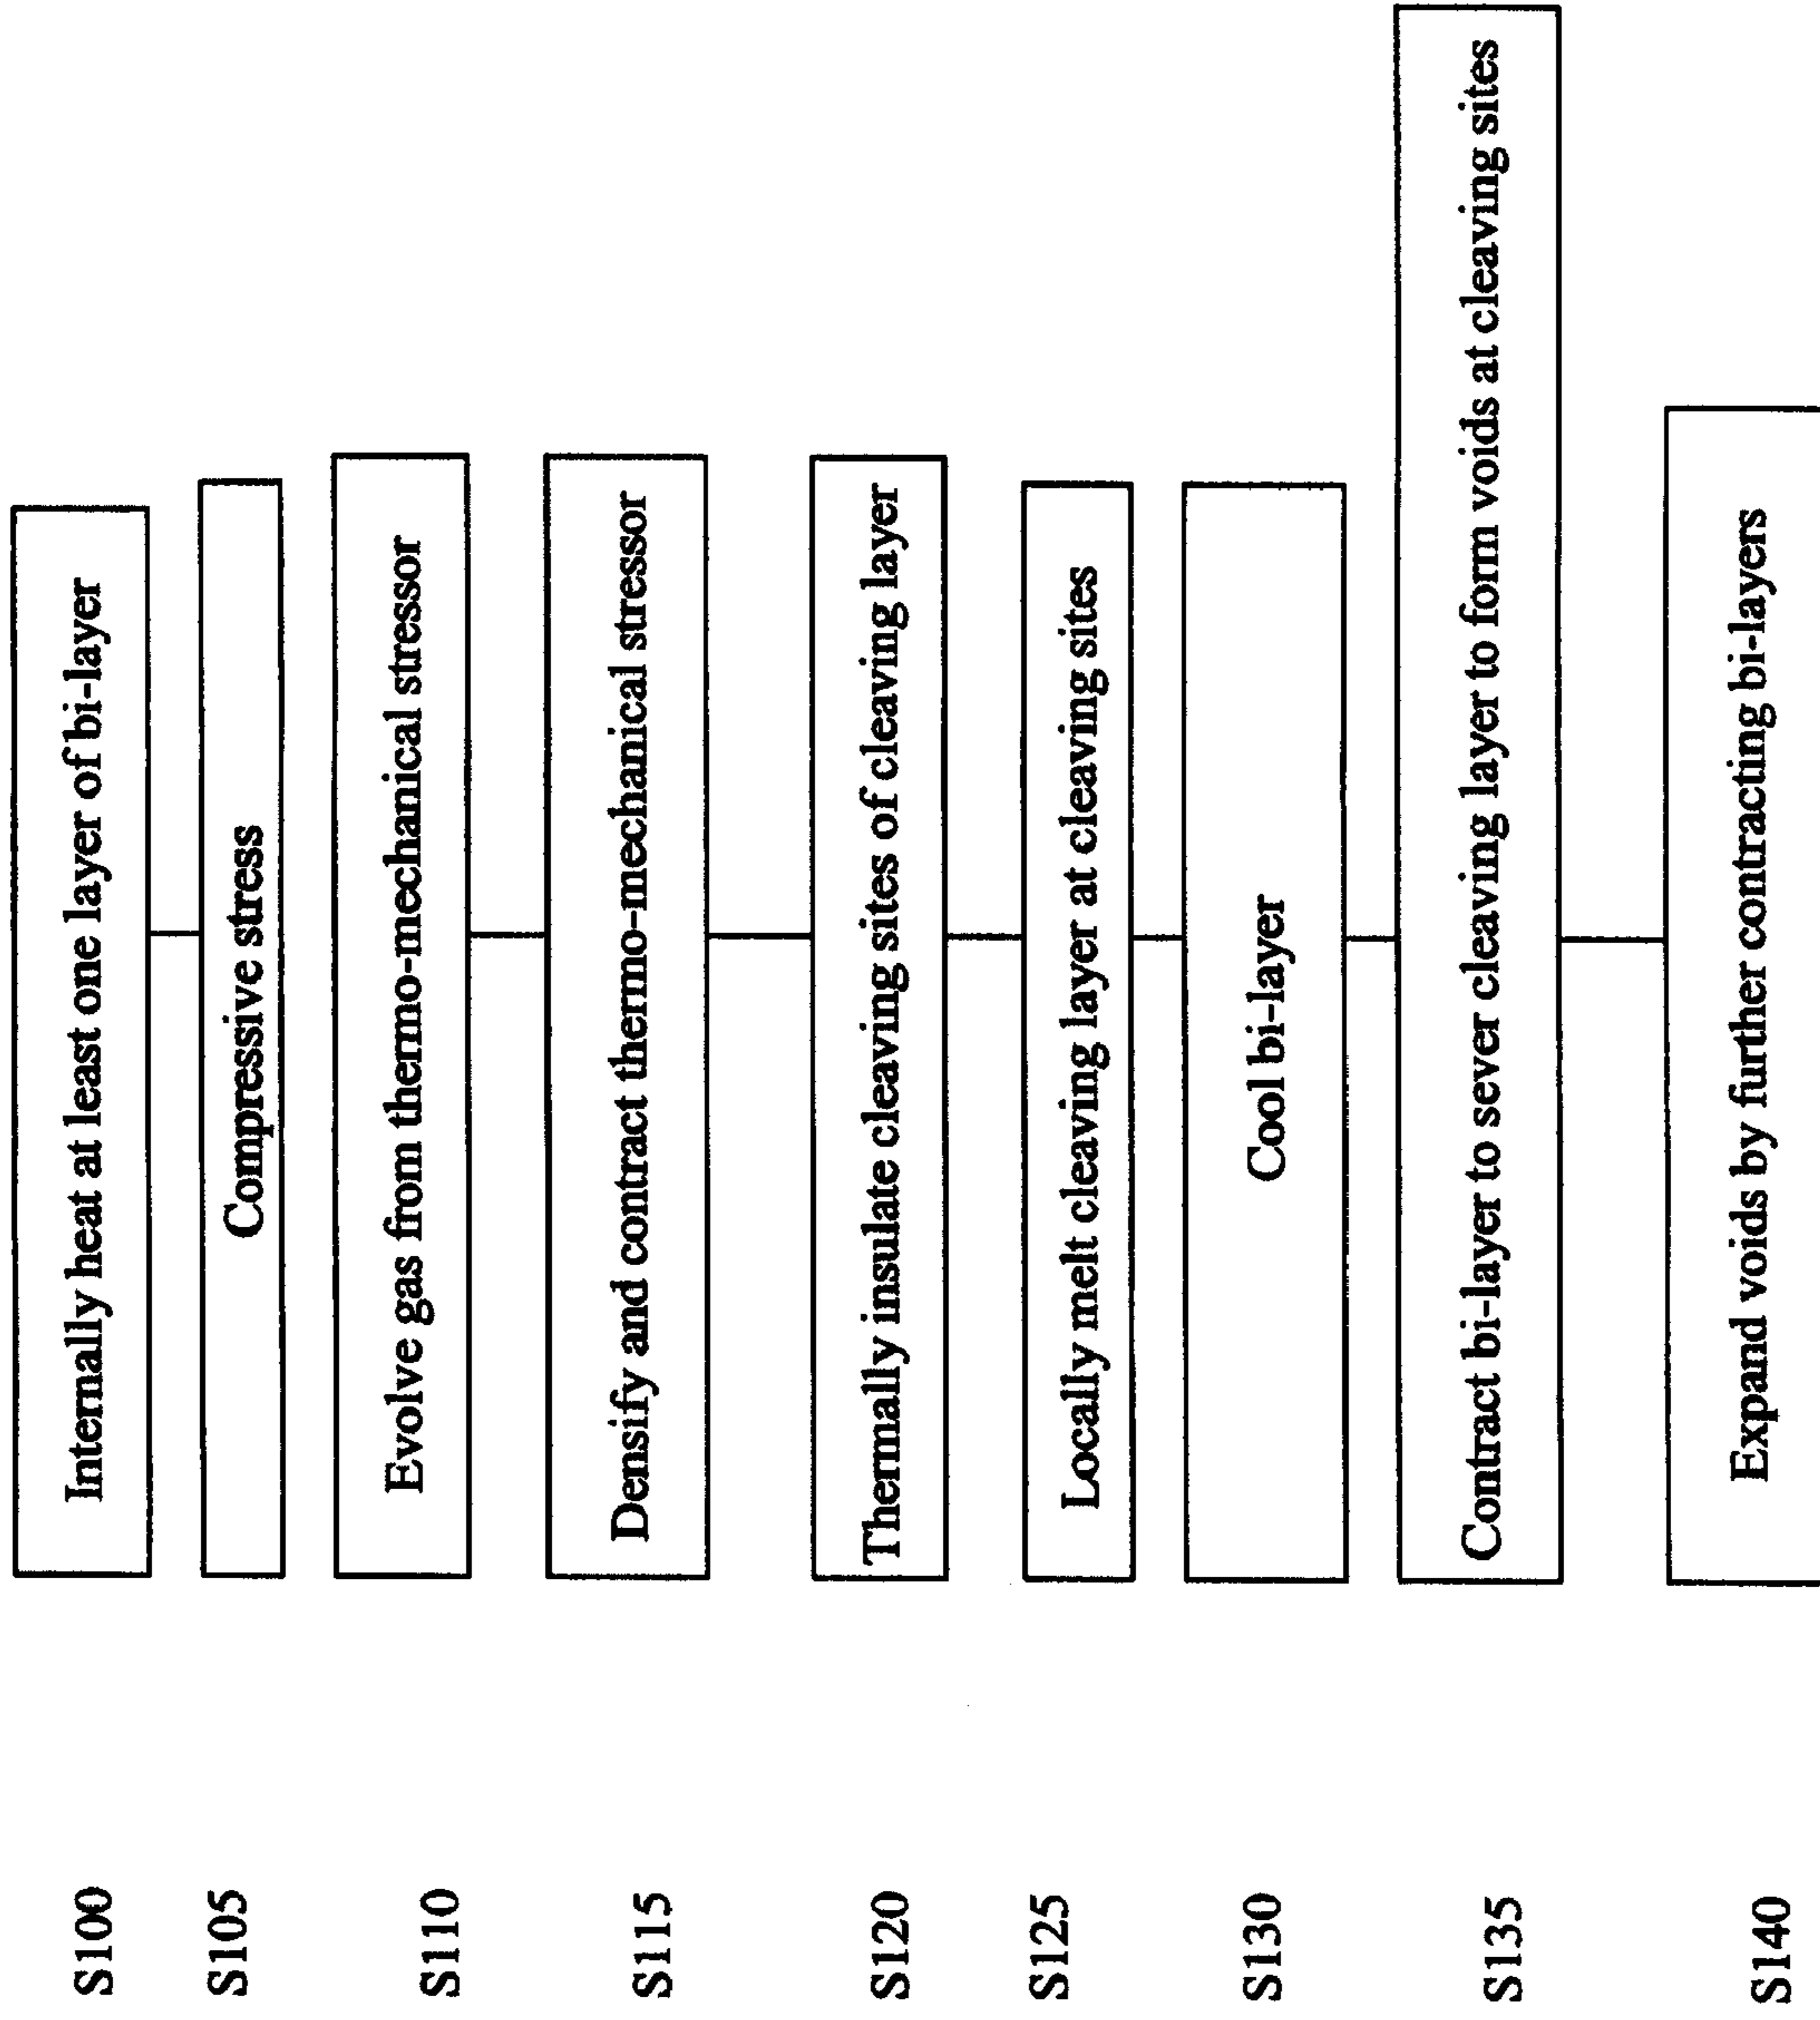 S100
Internally heat at least one layer of bi-layer
S105
Compressive stress
S110
Evolve gas from thermo-mechanical stressor
S115
Densify and contract thermo-mechanical stressor
S120
Thermally insulate cleaving sites of cleaving layer
S125
Locally melt cleaving layer at cleaving sites
S130
Cool bi-layer
S135
Contract bi-layer to sever cleaving layer to form voids at cleaving sites
S140
Expand voids by further contracting bi-layers